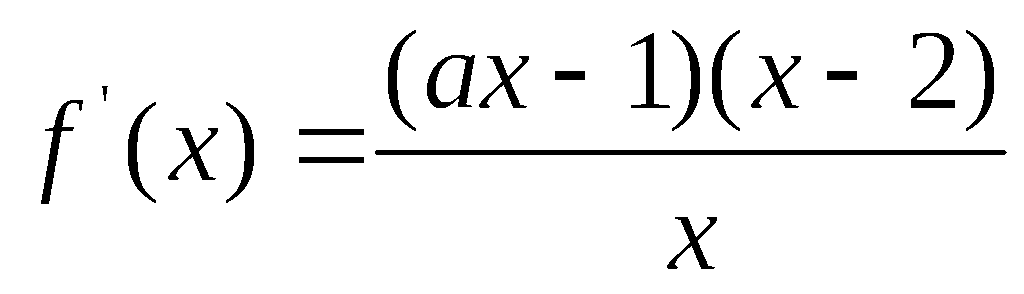 f'(x) = (ax - 1)(x - 2) / x